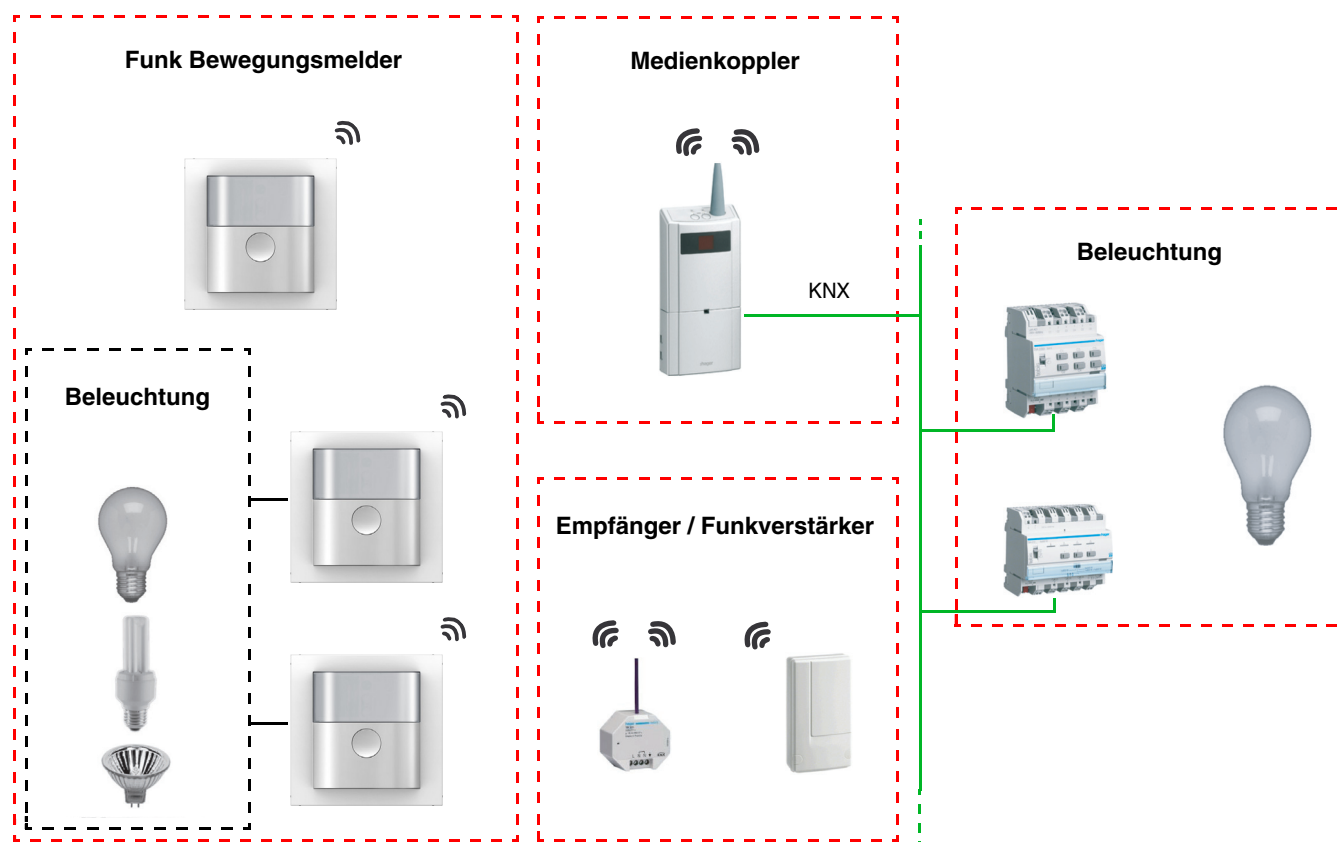 Funk Bewegungsmelder
Medienkoppler
KNX
Beleuchtung
Beleuchtung
Empfänger / Funkverstärker